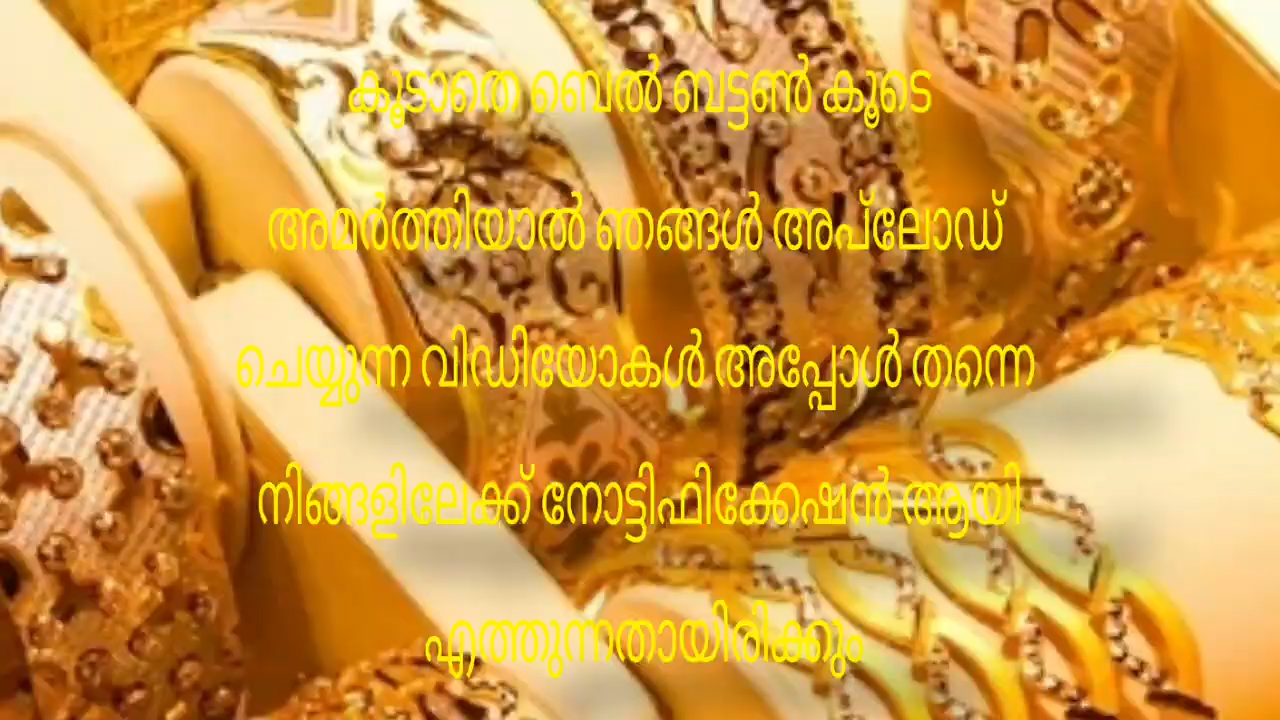 കൂടാതെ ബെൽ ബട്ടൺ കൂടെ
അമർത്തിയാൽ ഞങ്ങൾ അപ്ലോഡ്
ചെയ്യുന്ന വിഡിയോകൾ അപ്പോൾ തന്നെ
നിങ്ങളിലേക്ക് നോട്ടിഫിക്കേഷൻ ആയി
എത്തുന്നതായിരിക്കും